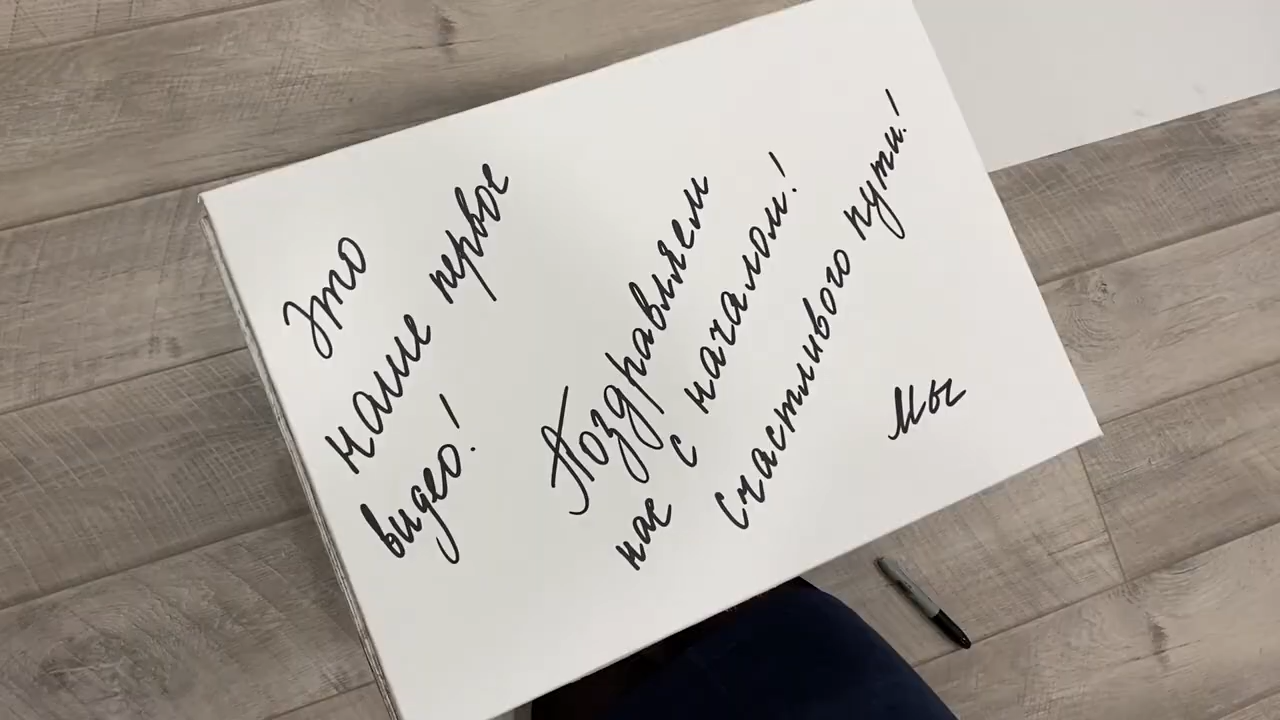 Это
наше первое
видео!
Поздравляем
нас с началом!
счастливого пути!
Мы